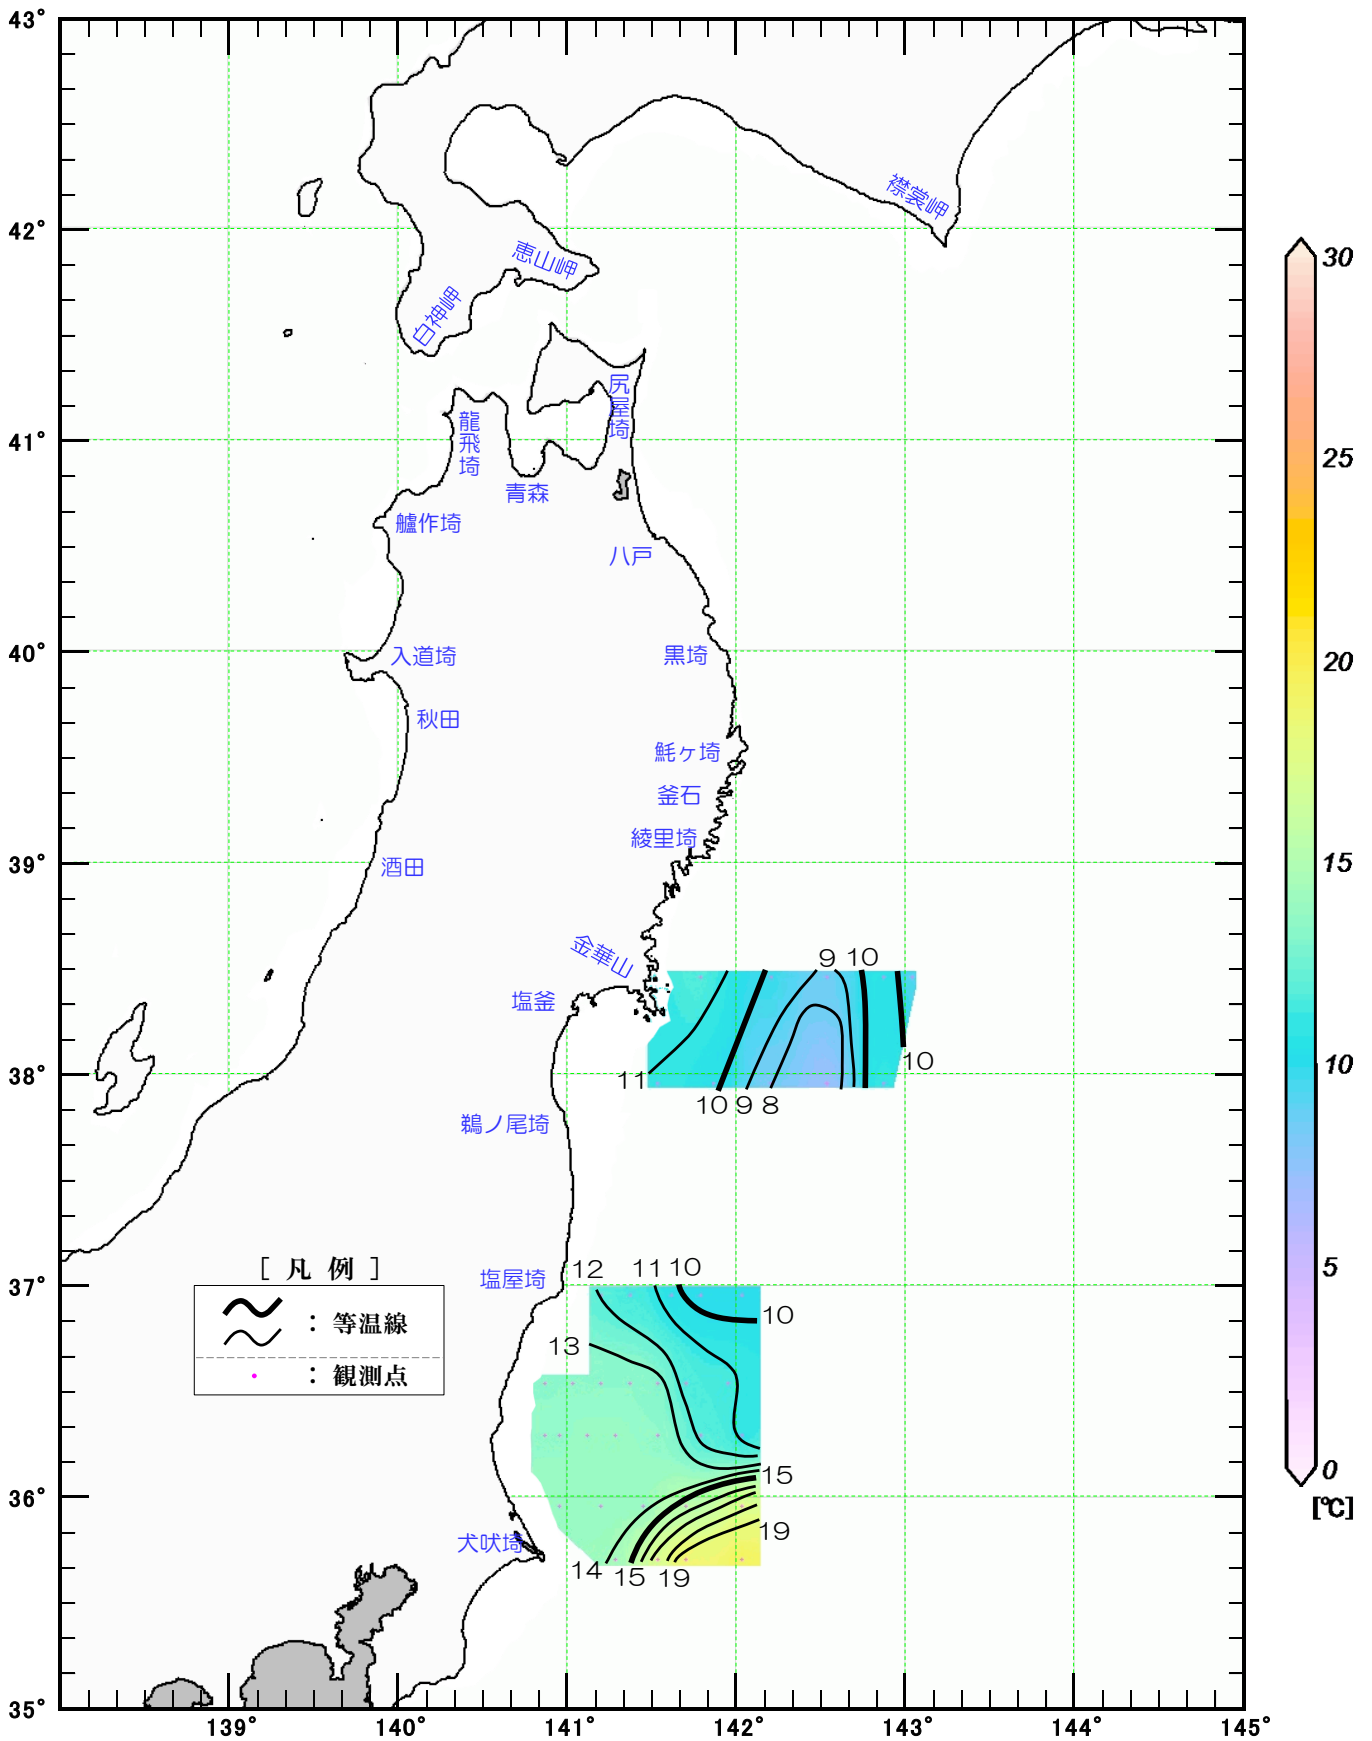 43°
42°
41°
40°
39°
38°
37°
36°
35°
139°
140°
141°
142°
143°
144°
145°
襟裳岬
恵山岬
白神岬
尻屋埼
龍飛埼
青森
艫作埼
八戸
入道埼
黒埼
秋田
魹ヶ埼
釜石
綾里埼
酒田
金華山
塩釜
鵜ノ尾埼
塩屋埼
犬吠埼
9 10
11
10 9 8
10
12 11 10
10
13
15
19
14 15 19
[ 凡 例 ]
: 等温線
: 観測点
30
25
20
15
10
5
0
[℃]